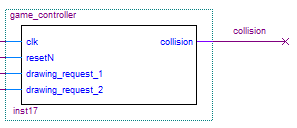 game_controller
collision
clk collision
resetN
drawing_request_1
drawing_request_2
inst17